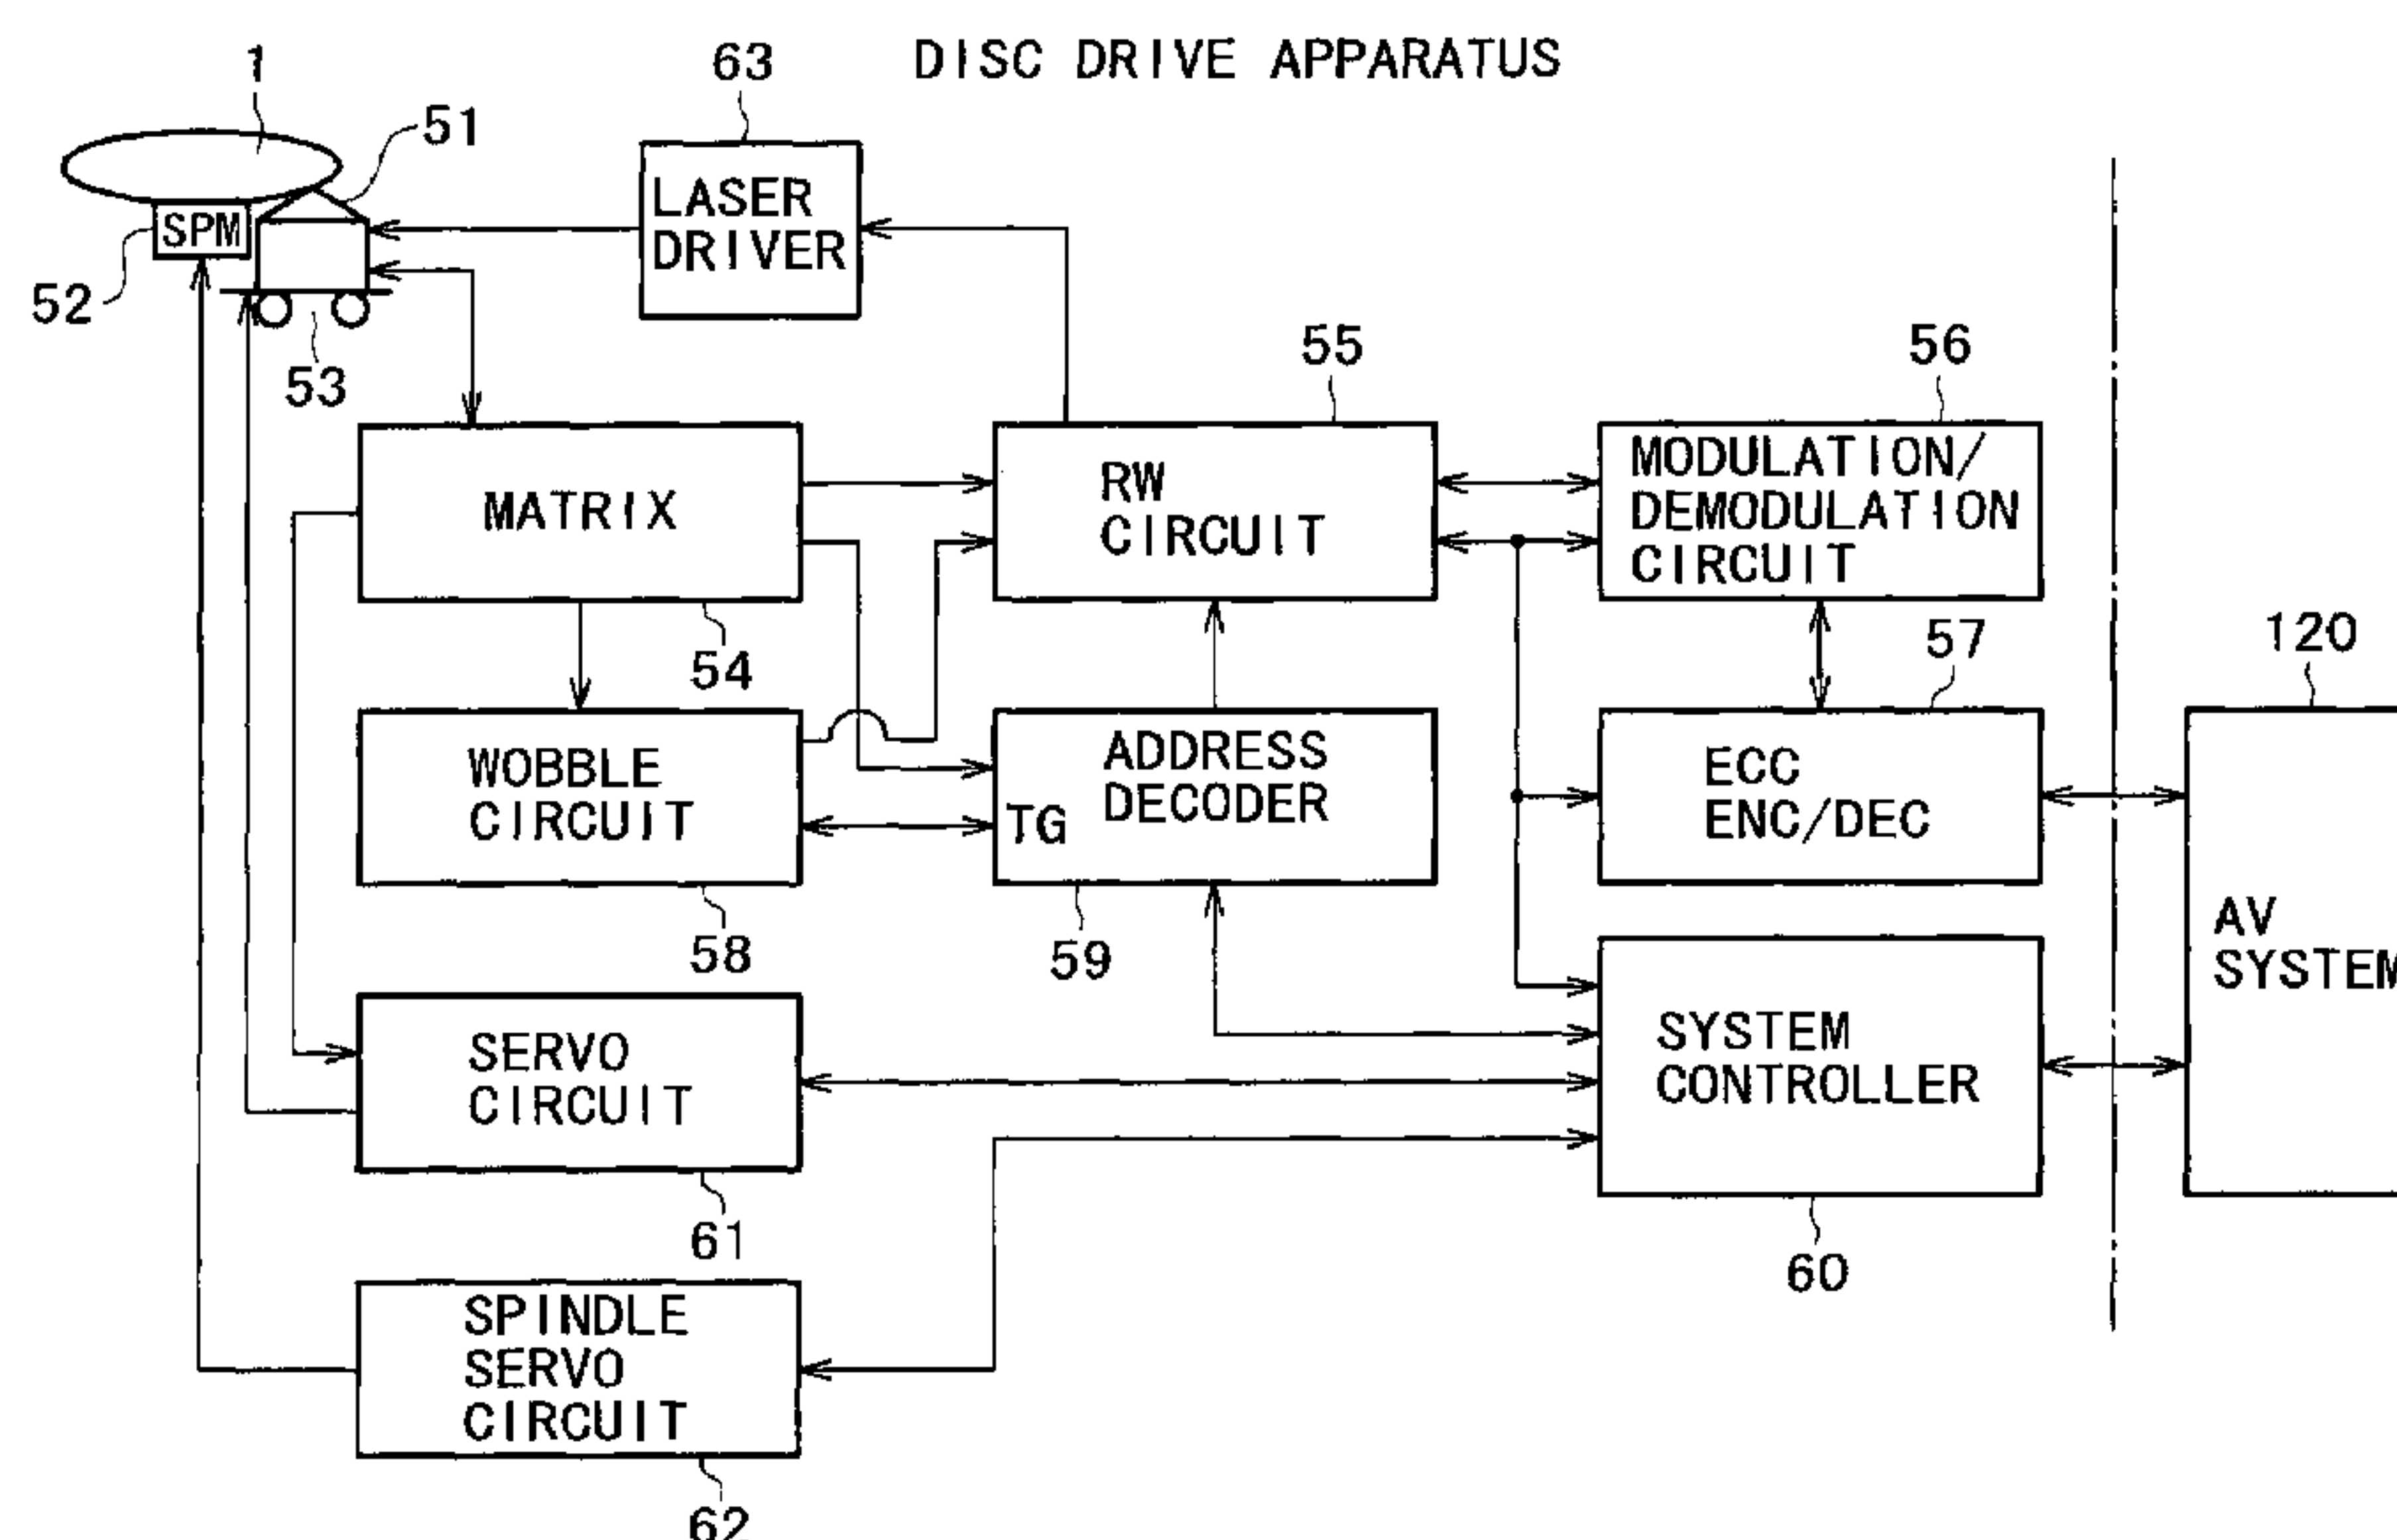 DISC DRIVE APPARATUS
1
63
51
LASER
DRIVER
SPM
52
53
55
56
MATRIX
RW
CIRCUIT
MODULATION/
DEMODULATION
CIRCUIT
54
57
120
WOBBLE
CIRCUIT
ADDRESS
DECODER
TG
ECC
ENC/DEC
AV
SYSTEM
58
59
SERVO
CIRCUIT
SYSTEM
CONTROLLER
61
60
SPINDLE
SERVO
CIRCUIT
62